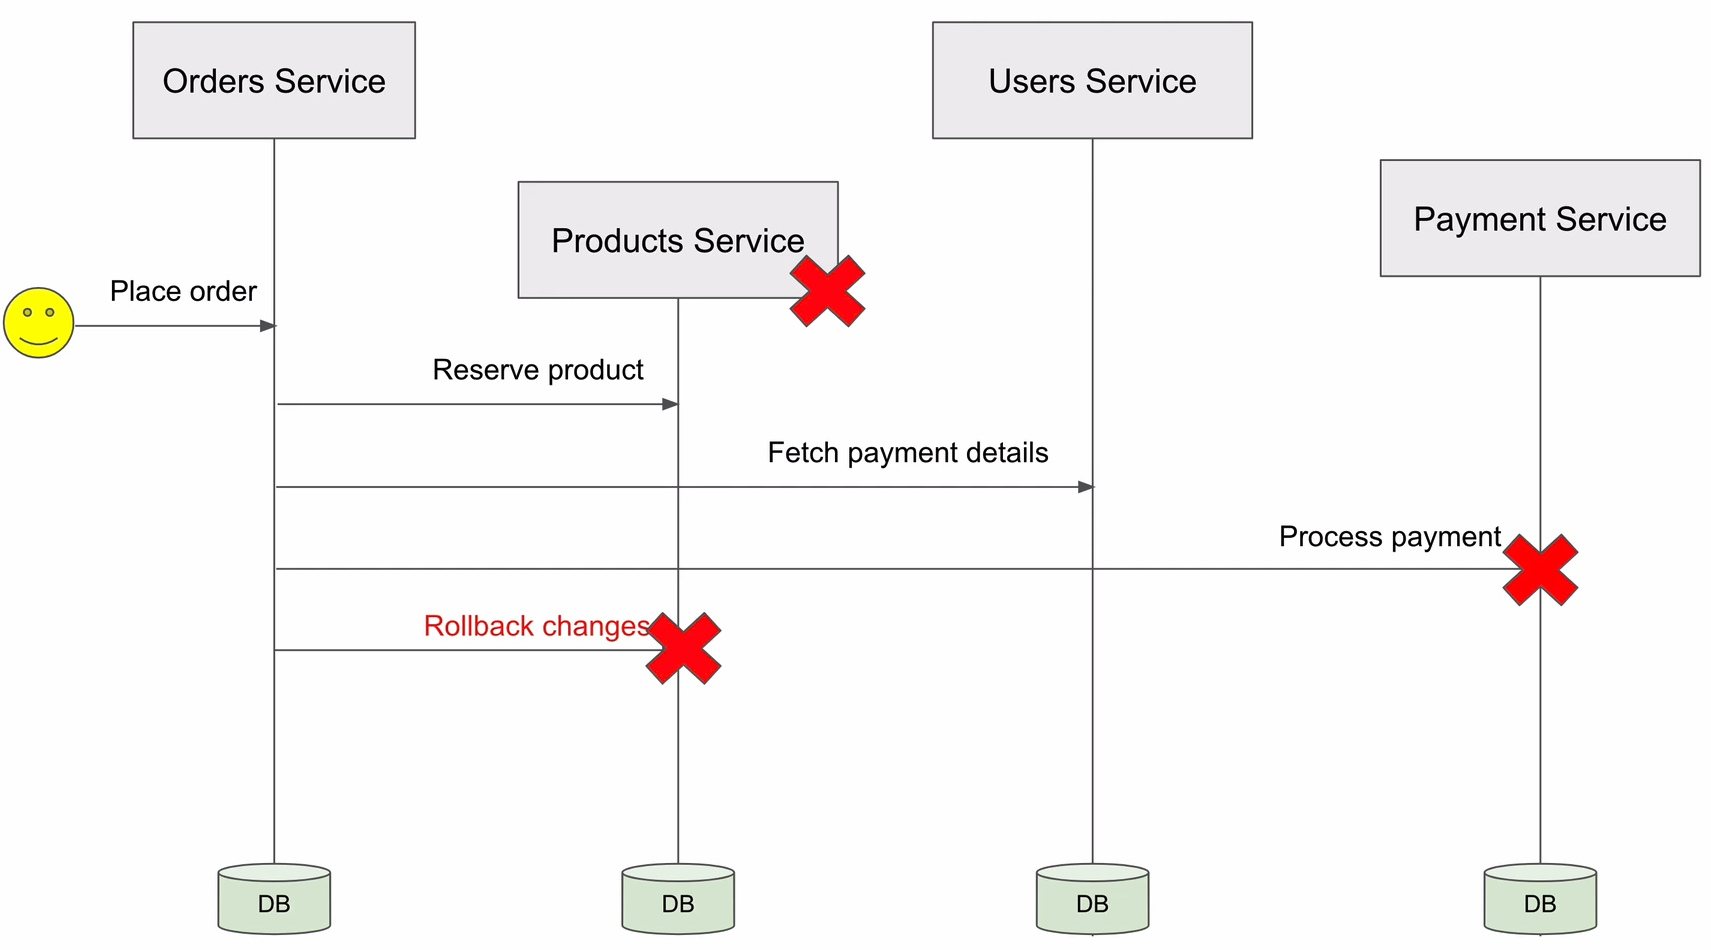 Orders Service
Users Service
Products Service
Payment Service
Place order
Reserve product
Fetch payment details
Process payment
Rollback changes
DB
DB
DB
DB